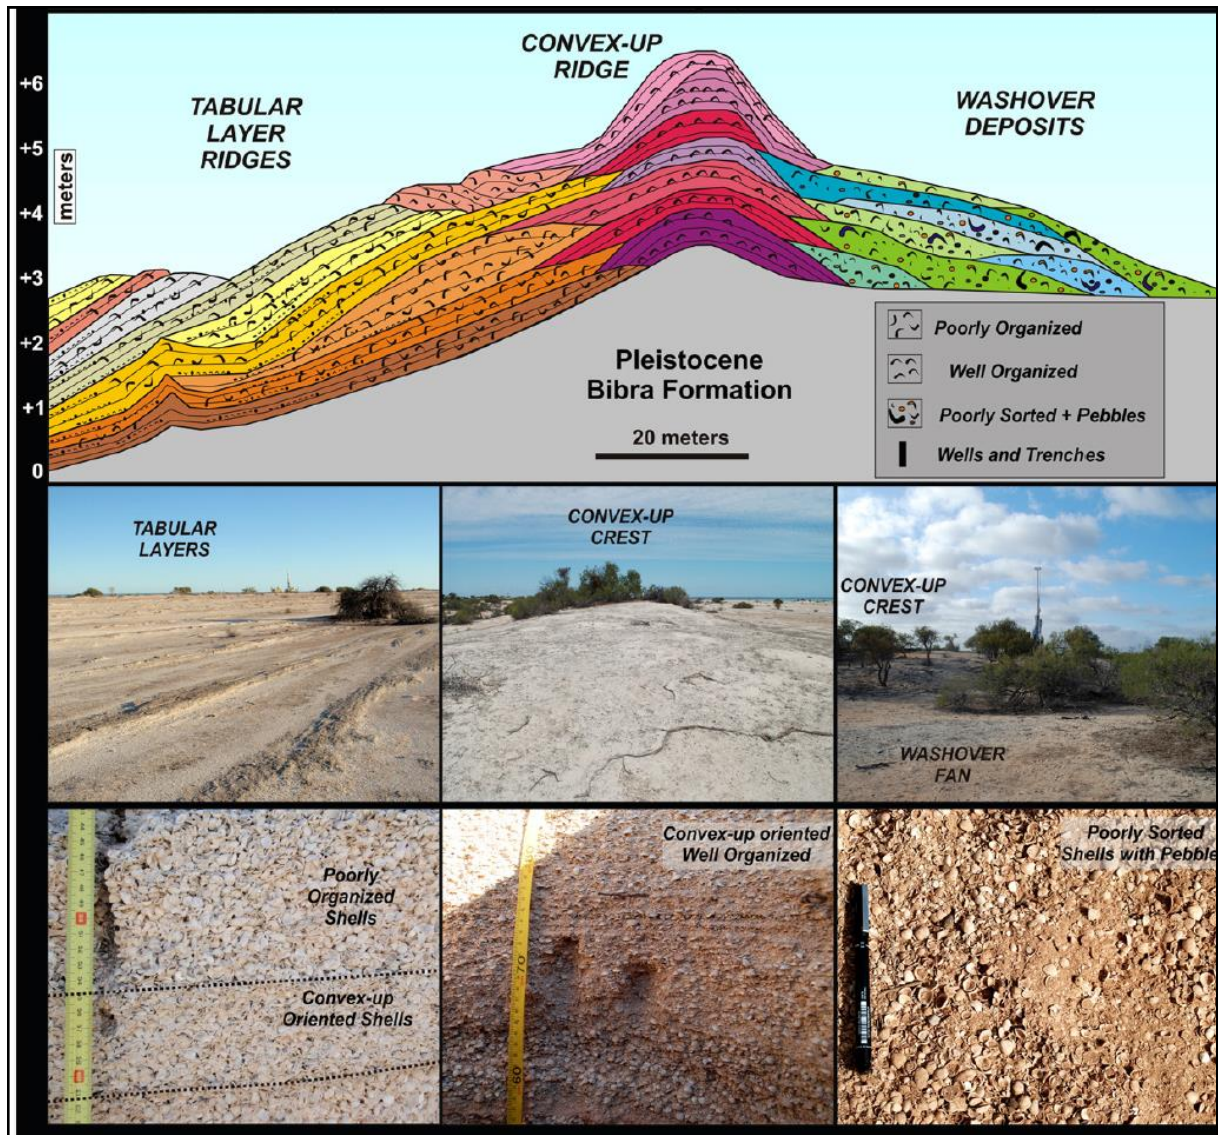 CONVEX-UP
RIDGE
TABULAR
LAYER
RIDGES
WASHOVER
DEPOSITS
+6
+5
+4
+3
+2
+1
0
meters
Pleistocene
Bibra Formation
20 meters
Poorly Organized
Well Organized
Poorly Sorted + Pebbles
Wells and Trenches
TABULAR
LAYERS
CONVEX-UP
CREST
CONVEX-UP
CREST
WASHOVER
FAN
Poorly
Organized
Shells
Convex-up
Oriented Shells
Convex-up oriented
Well Organized
70
60
Poorly Sorted
Shells with Pebble